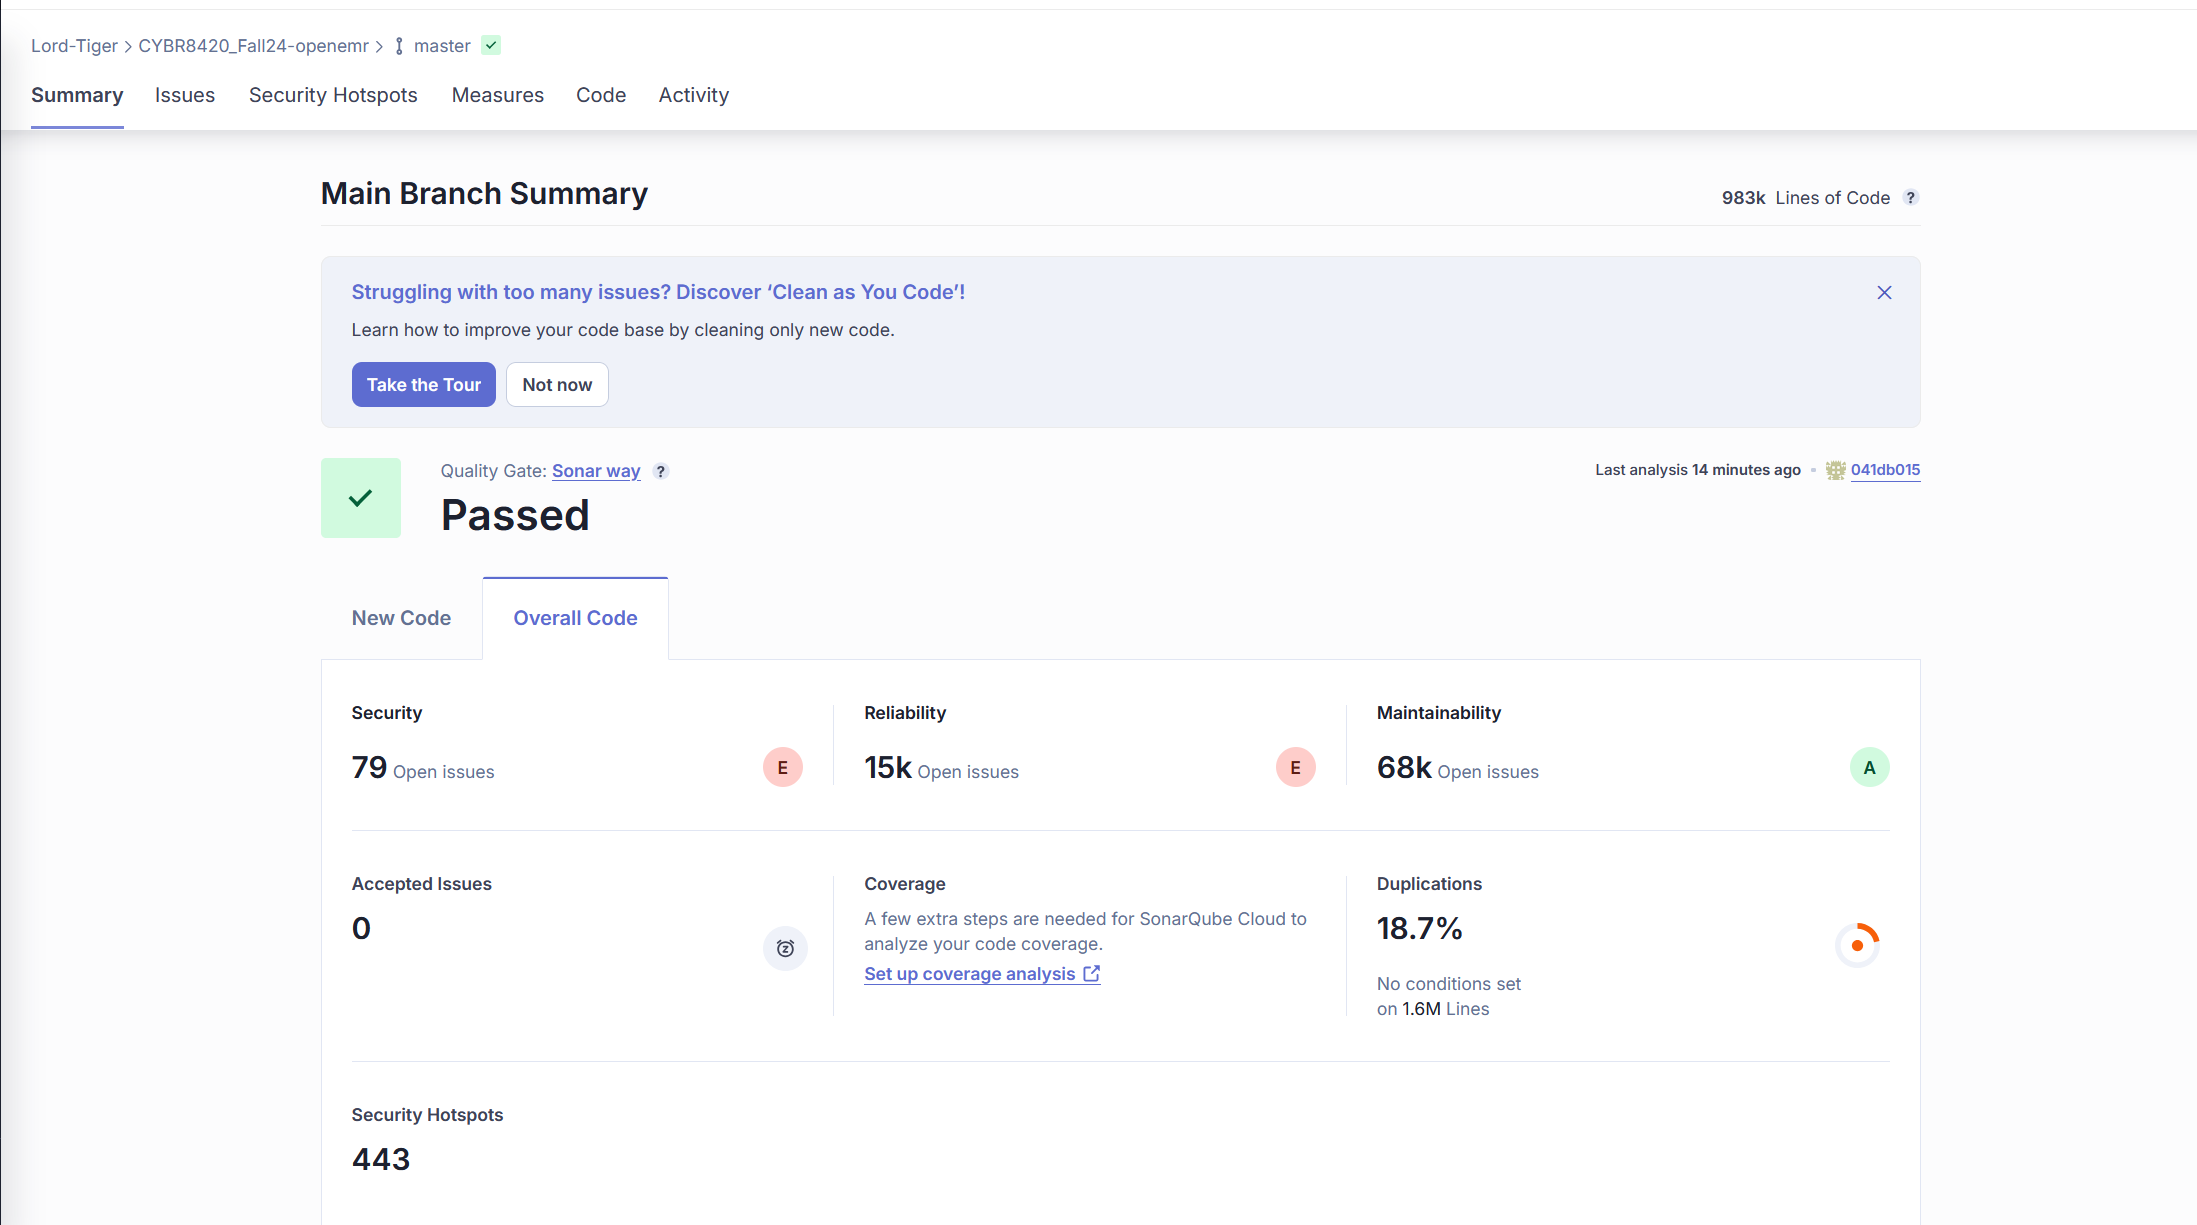 Lord-Tiger > CYBR8420_Fall24-openemr > master
Summary Issues Security Hotspots Measures Code Activity
Main Branch Summary
983k Lines of Code ?
Struggling with too many issues? Discover ‘Clean as You Code’!
Learn how to improve your code base by cleaning only new code.
Take the Tour Not now
Quality Gate: Sonar way ?
Passed
Last analysis 14 minutes ago • 041db015
New Code Overall Code
Security
79 Open issues E
Reliability
15k Open issues E
Maintainability
68k Open issues A
Accepted Issues
0
Coverage
A few extra steps are needed for SonarQube Cloud to
analyze your code coverage.
Set up coverage analysis
Duplications
18.7%
No conditions set
on 1.6M Lines
Security Hotspots
443